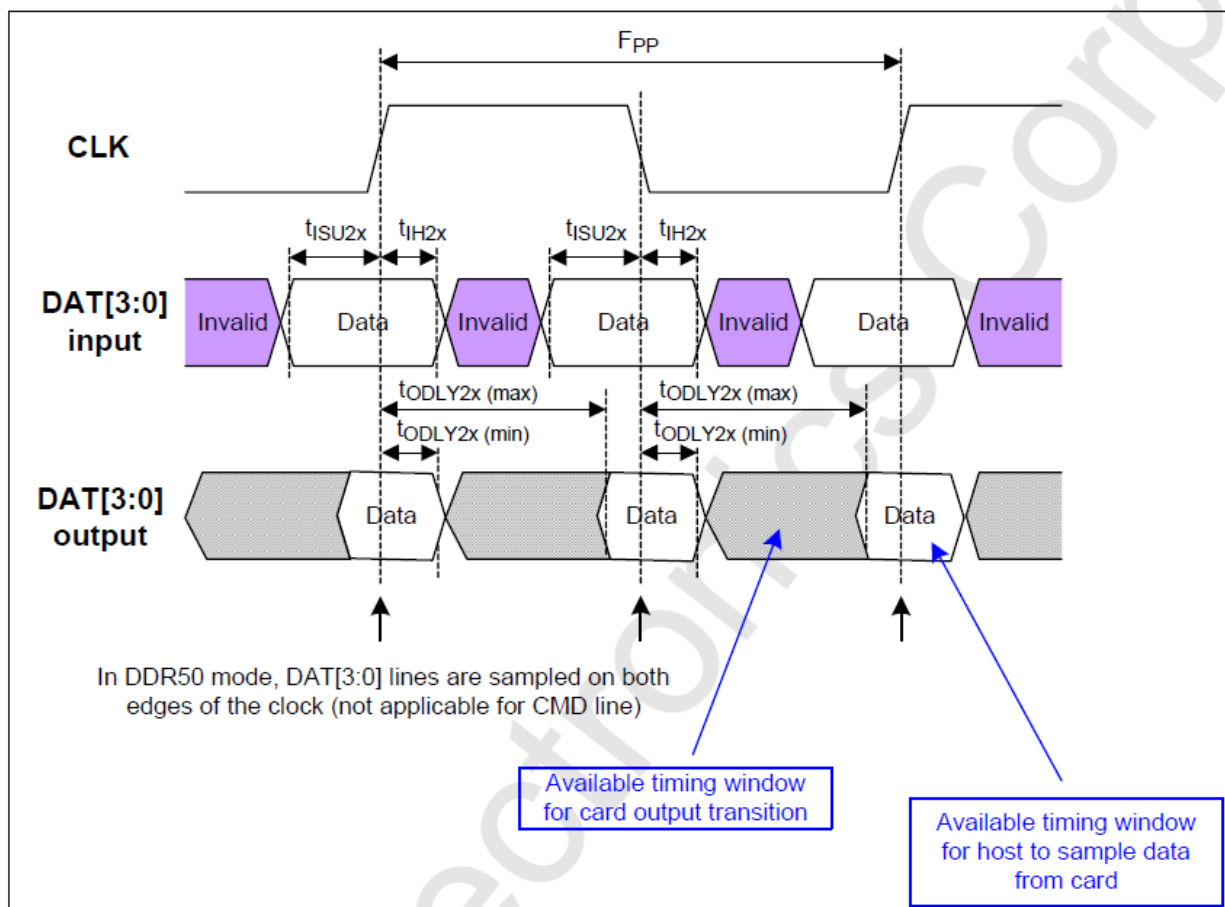 FPP
CLK
tISU2x
tIH2x
tISU2x
tIH2x
DAT[3:0]
input
Invalid
Data
Invalid
Data
Invalid
Data
Invalid
tODLY2x (max)
tODLY2x (max)
tODLY2x (min)
tODLY2x (min)
DAT[3:0]
output
Data
Data
Data
In DDR50 mode, DAT[3:0] lines are sampled on both
edges of the clock (not applicable for CMD line)
Available timing window
for card output transition
Available timing window
for host to sample data
from card
ectronics Corp